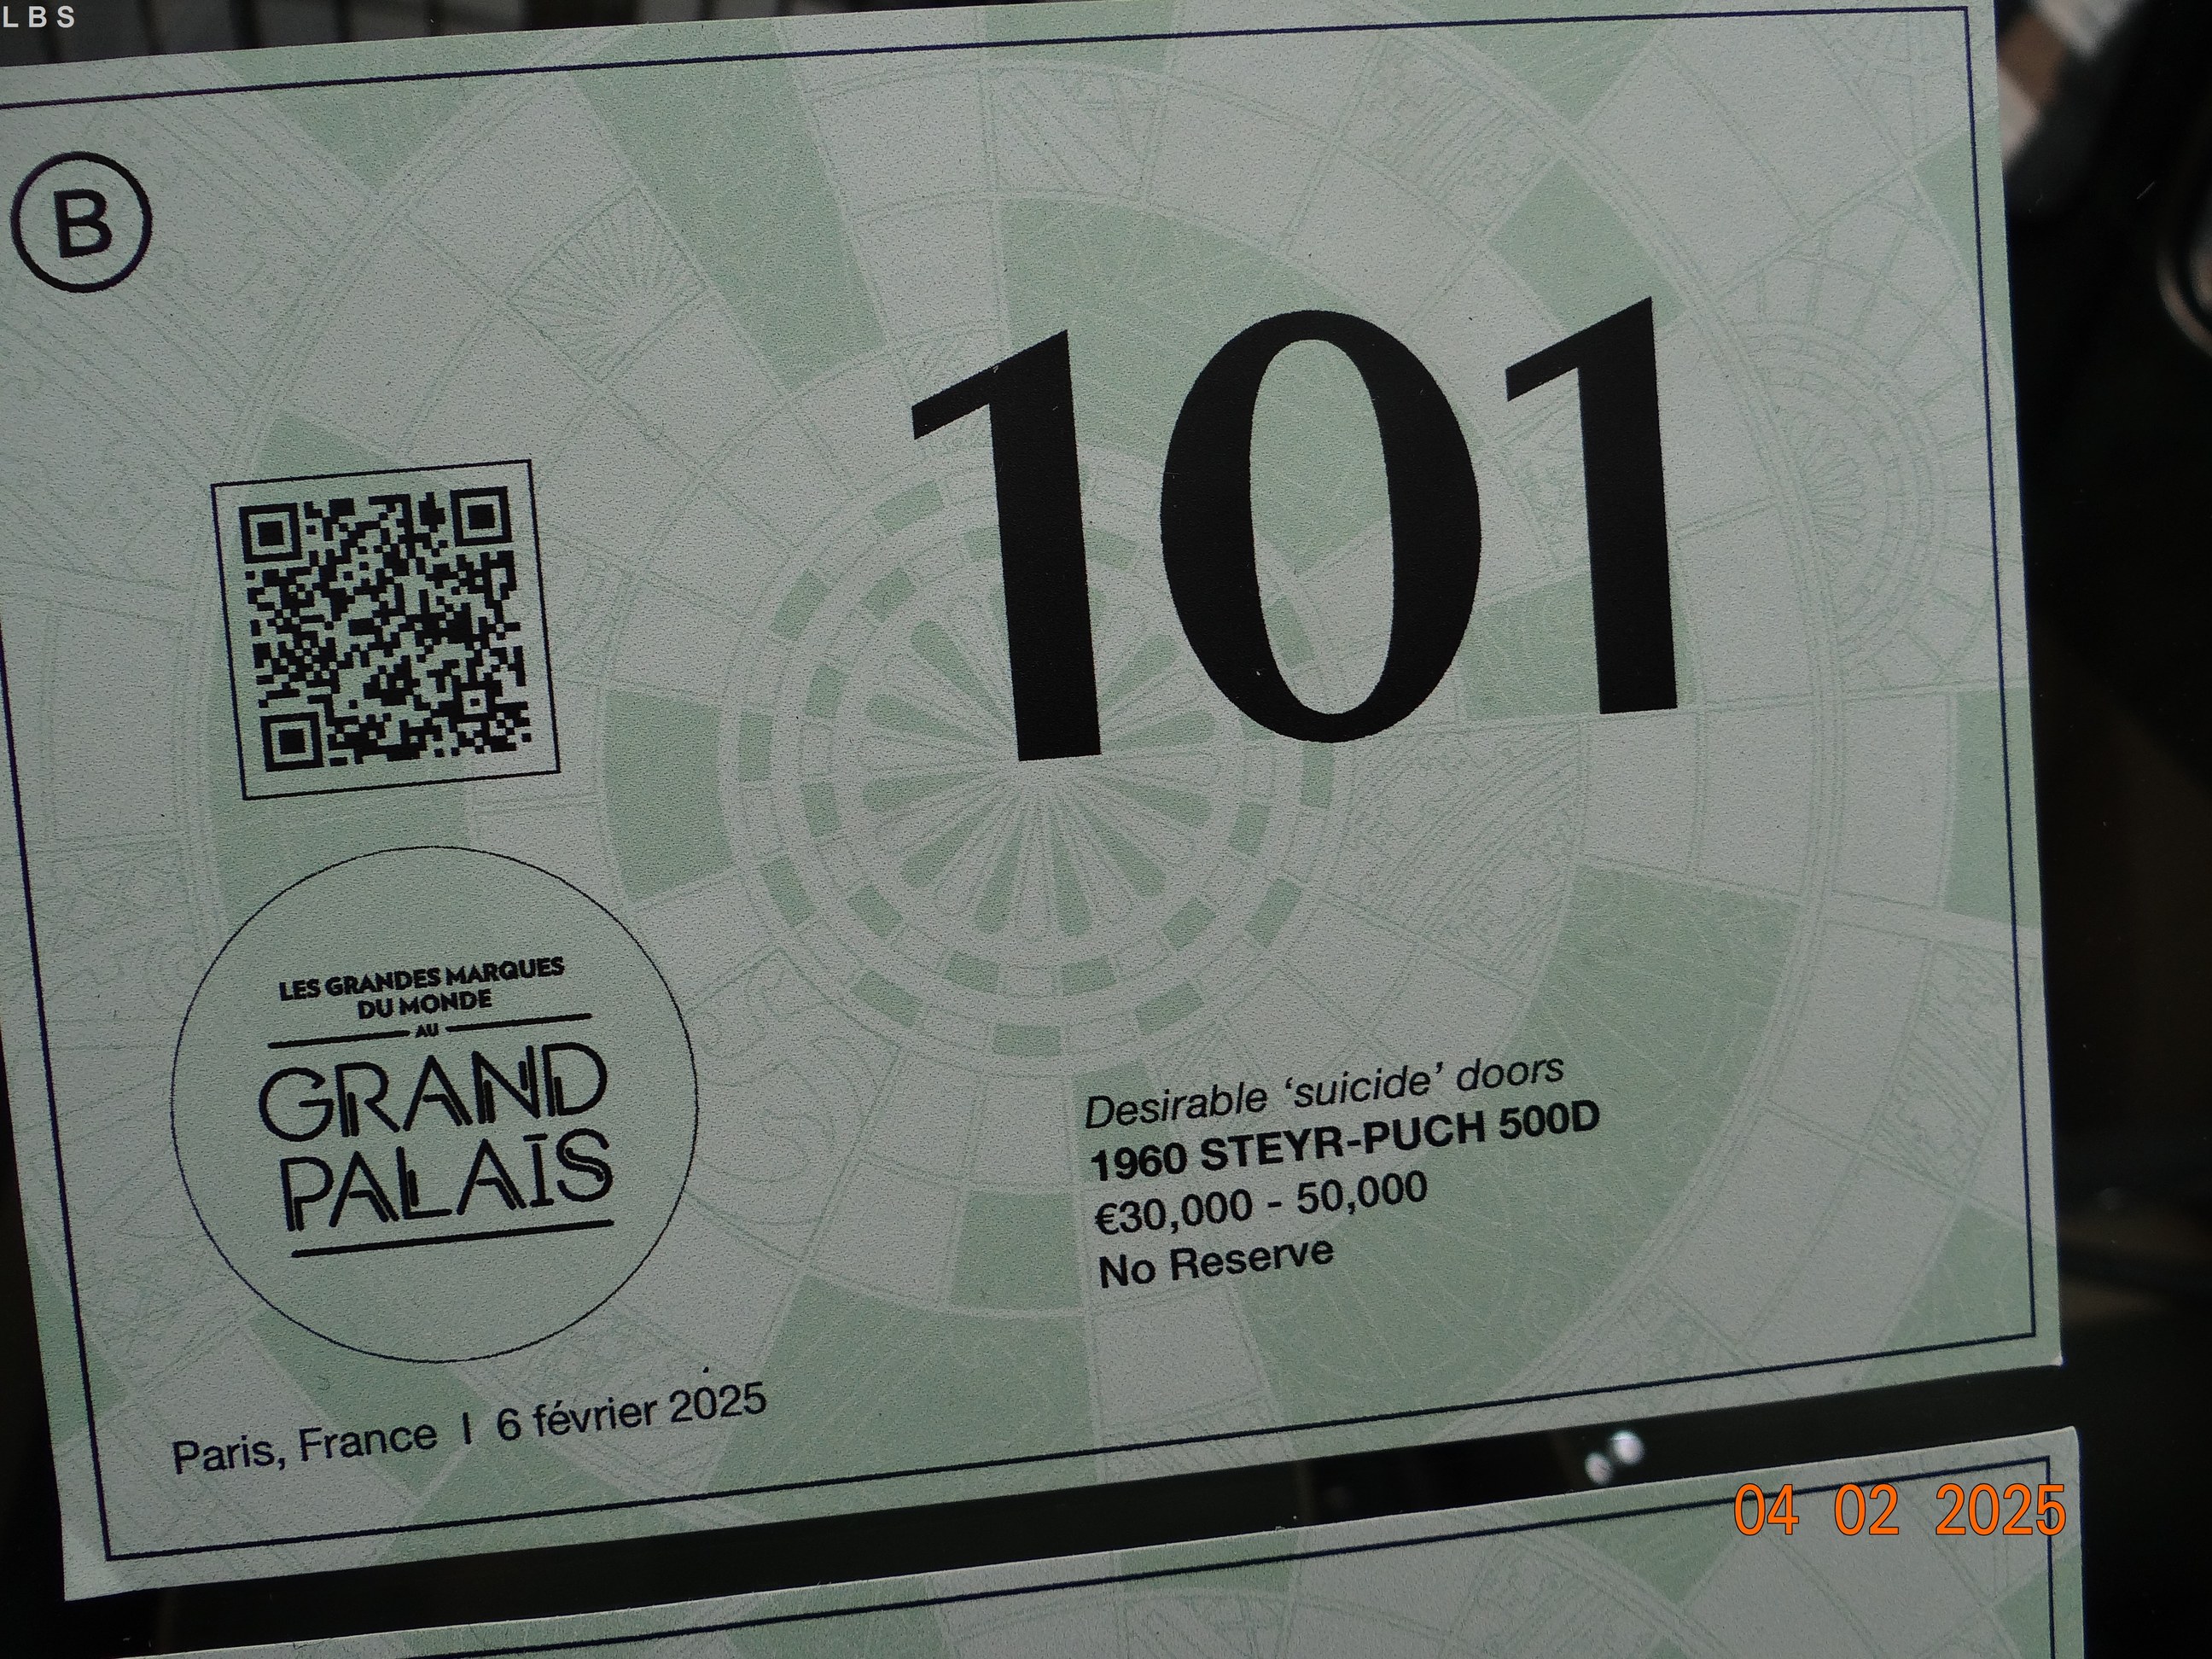 LBS
B
101
LES GRANDES MARQUES
DU MONDE
AU
GRAND
PALAIS
Desirable ‘suicide’ doors
1960 STEYR-PUCH 500D
€30,000 - 50,000
No Reserve
Paris, France I 6 février 2025
04 02 2025